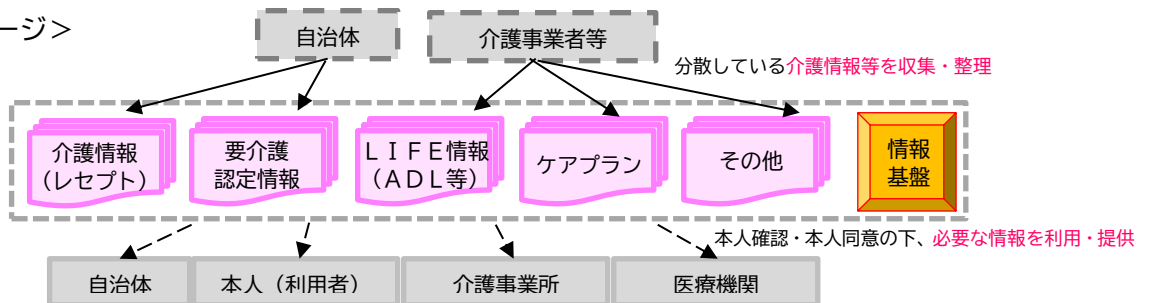 ージ＞
自治体
介護事業者等
分散している介護情報等を収集・整理
介護情報
（レセプト）
要介護
認定情報
ＬＩＦＥ情報
（ＡＤＬ等）
ケアプラン
その他
情報
基盤
本人確認・本人同意の下、必要な情報を利用・提供
自治体
本人（利用者）
介護事業所
医療機関